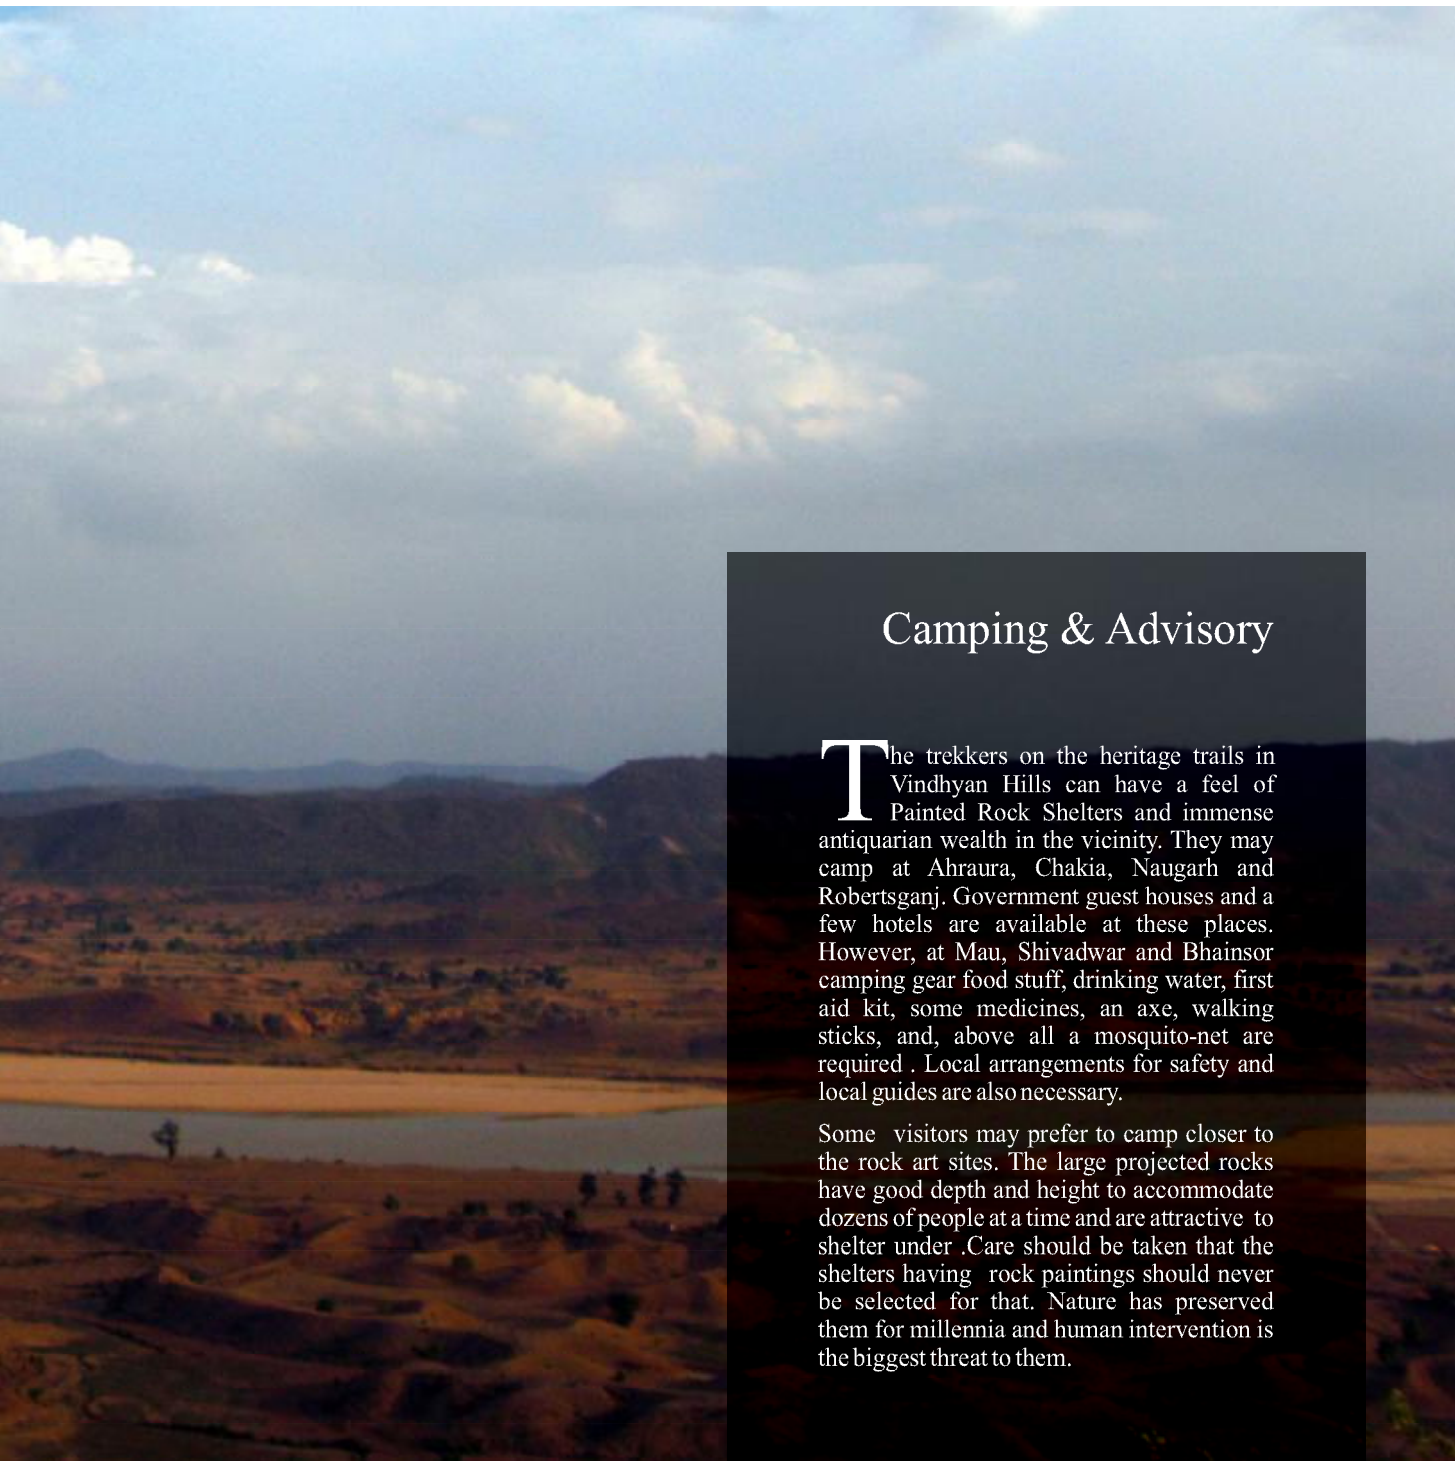 Camping & Advisory
The trekkers on the heritage trails in
Vindhyan Hills can have a feel of
Painted Rock Shelters and immense
antiquarian wealth in the vicinity. They may
camp at Ahraura, Chakia, Naugarh and
Robertsganj. Government guest houses and a
few hotels are available at these places.
However, at Mau, Shivadwar and Bhainsor
camping gear food stuff, drinking water, first
aid kit, some medicines, an axe, walking
sticks, and, above all a mosquito-net are
required . Local arrangements for safety and
local guides are also necessary.
Some visitors may prefer to camp closer to
the rock art sites. The large projected rocks
have good depth and height to accommodate
dozens of people at a time and are attractive to
shelter under .Care should be taken that the
shelters having rock paintings should never
be selected for that. Nature has preserved
them for millennia and human intervention is
the biggest threat to them.